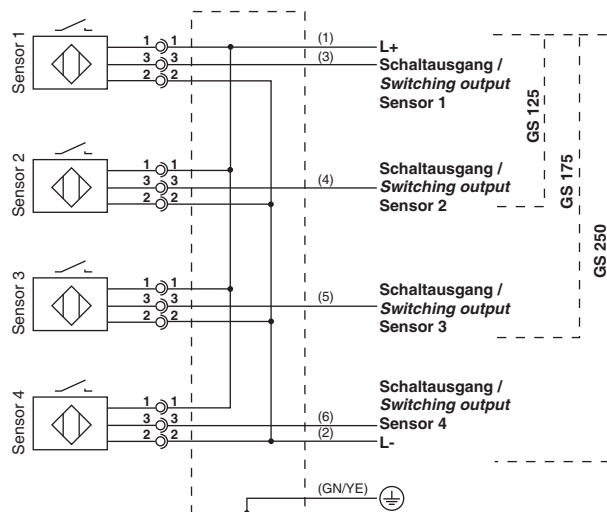 Sensor 1
1 1 (1) L+
3 3 (3) Schaltausgang /
2 2 Switching output
Sensor 1
Sensor 2
1 1
3 3 (4) Schaltausgang /
2 2 Switching output
Sensor 2
Sensor 3
1 1
3 3 (5) Schaltausgang /
2 2 Switching output
Sensor 3
Sensor 4
1 1 Schaltausgang /
Switching output
3 3 (6) Sensor 4
2 2 (2) L-
(GN/YE)
GS 125
GS 175
GS 250